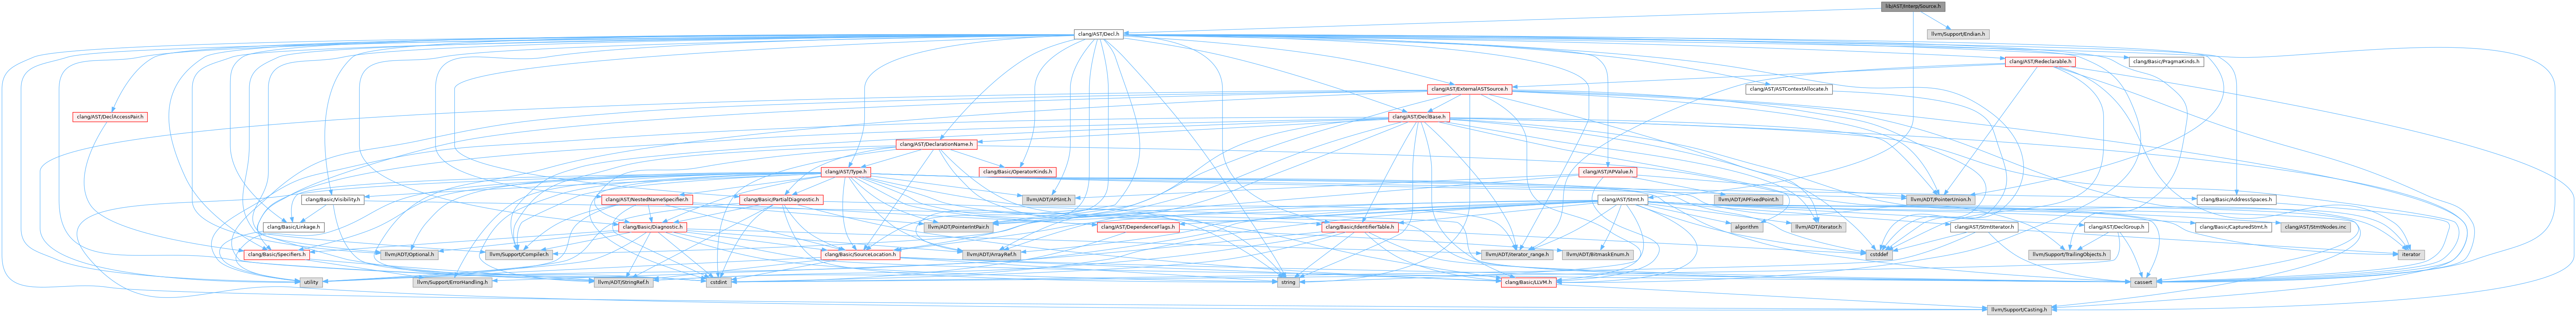 lib/AST/Interp/Source.h
clang/AST/Decl.h
llvm/Support/Endian.h
clang/AST/Redeclarable.h
clang/Basic/PragmaKinds.h
clang/AST/ExternalASTSource.h
clang/AST/ASTContextAllocate.h
clang/AST/DeclAccessPair.h
clang/AST/DeclBase.h
clang/AST/DeclarationName.h
clang/AST/Type.h
clang/Basic/OperatorKinds.h
clang/AST/APValue.h
clang/Basic/Visibility.h
clang/AST/NestedNameSpecifier.h
clang/Basic/PartialDiagnostic.h
llvm/ADT/APSInt.h
clang/AST/Stmt.h
llvm/ADT/APFixedPoint.h
llvm/ADT/PointerUnion.h
clang/Basic/AddressSpaces.h
clang/Basic/Linkage.h
clang/Basic/Diagnostic.h
llvm/ADT/PointerIntPair.h
clang/AST/DependenceFlags.h
clang/Basic/IdentifierTable.h
algorithm
llvm/ADT/iterator.h
clang/AST/StmtIterator.h
clang/AST/DeclGroup.h
clang/Basic/CapturedStmt.h
clang/AST/StmtNodes.inc
clang/Basic/Specifiers.h
llvm/ADT/Optional.h
llvm/Support/Compiler.h
clang/Basic/SourceLocation.h
llvm/ADT/ArrayRef.h
llvm/ADT/iterator_range.h
llvm/ADT/BitmaskEnum.h
cstddef
llvm/Support/TrailingObjects.h
iterator
utility
llvm/Support/ErrorHandling.h
llvm/ADT/StringRef.h
cstdint
string
clang/Basic/LLVM.h
cassert
llvm/Support/Casting.h